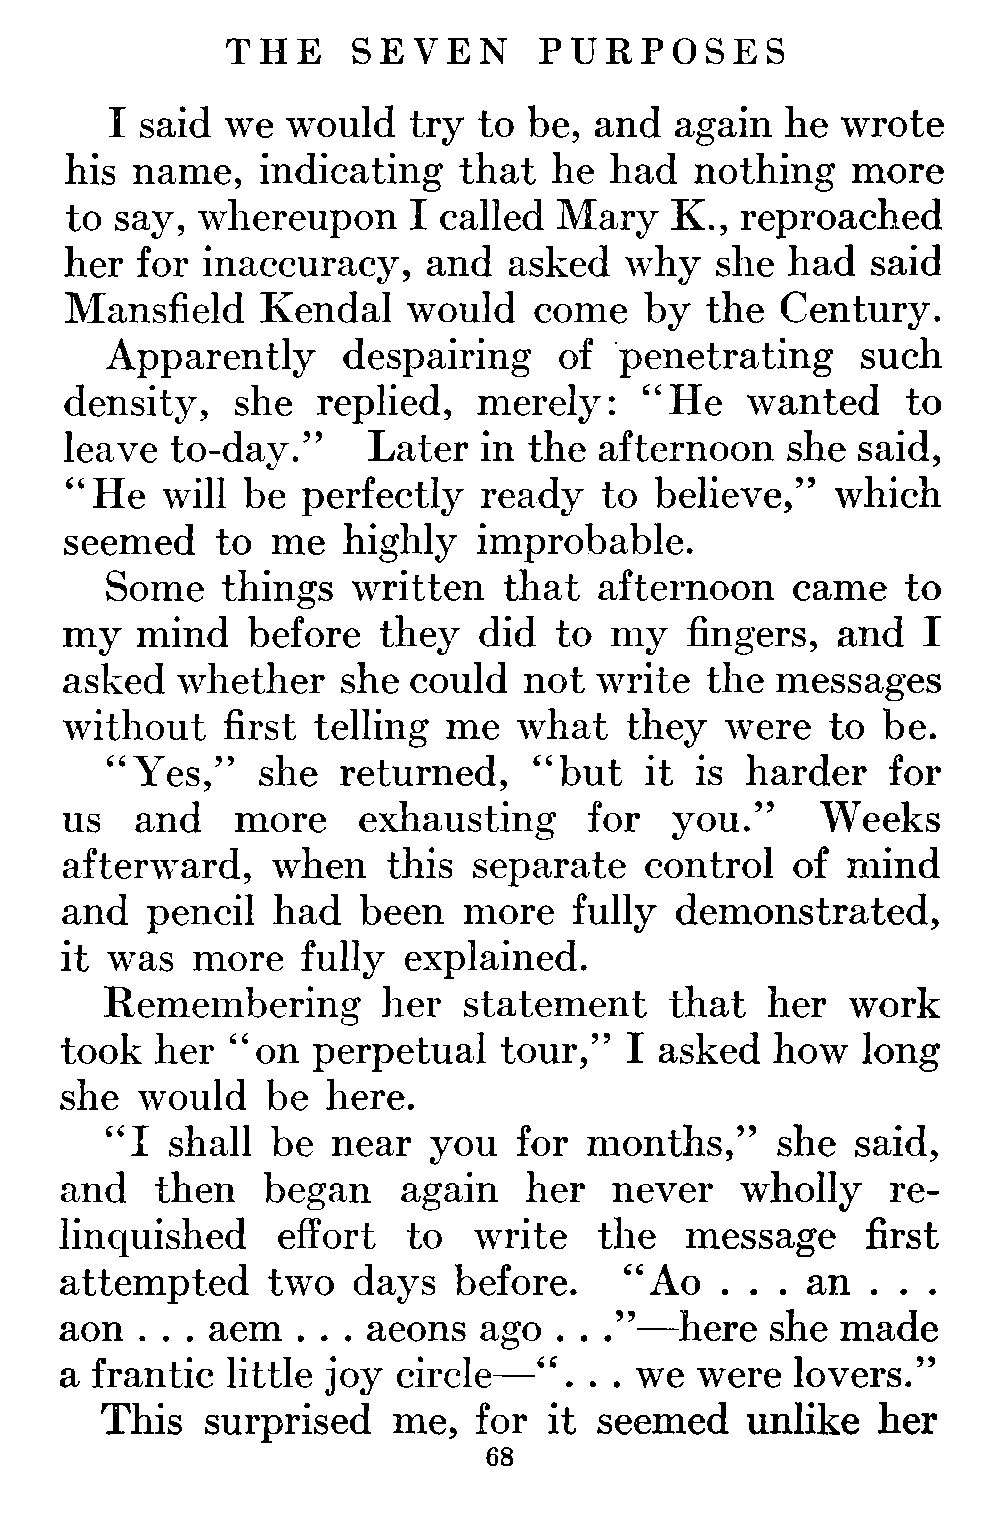 THE SEVEN PURPOSES
I said we would try to be, and again he wrote
his name, indicating that he had nothing more
to say, whereupon I called Mary K., reproached
her for inaccuracy, and asked why she had said
Mansfield Kendal would come by the Century.
Apparently despairing of penetrating such
density, she replied, merely: “He wanted to
leave to-day.” Later in the afternoon she said,
“He will be perfectly ready to believe,” which
seemed to me highly improbable.
Some things written that afternoon came to
my mind before they did to my fingers, and I
asked whether she could not write the messages
without first telling me what they were to be.
“Yes,” she returned, “but it is harder for
us and more exhausting for you.” Weeks
afterward, when this separate control of mind
and pencil had been more fully demonstrated,
it was more fully explained.
Remembering her statement that her work
took her “on perpetual tour,” I asked how long
she would be here.
“I shall be near you for months,” she said,
and then began again her never wholly re-
linquished effort to write the message first
attempted two days before. “Ao . . . an . . .
aon . . . aem . . . aeons ago . . .”—here she made
a frantic little joy circle—“. . . we were lovers.”
This surprised me, for it seemed unlike her
68